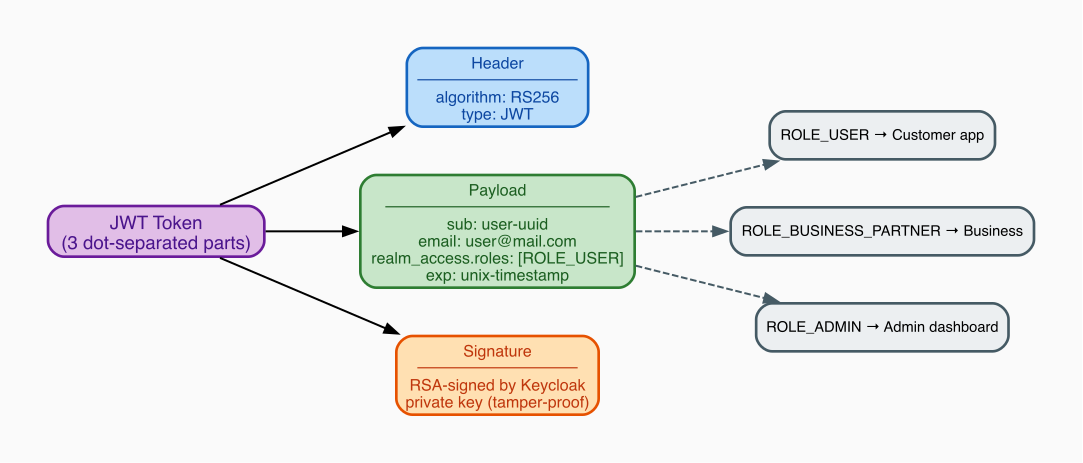 JWT Token
(3 dot-separated parts)
Header
algorithm: RS256
type: JWT
Payload
sub: user-uuid
email: user@mail.com
realm_access.roles: [ROLE_USER]
exp: unix-timestamp
Signature
RSA-signed by Keycloak
private key (tamper-proof)
ROLE_USER → Customer app
ROLE_BUSINESS_PARTNER → Business
ROLE_ADMIN → Admin dashboard